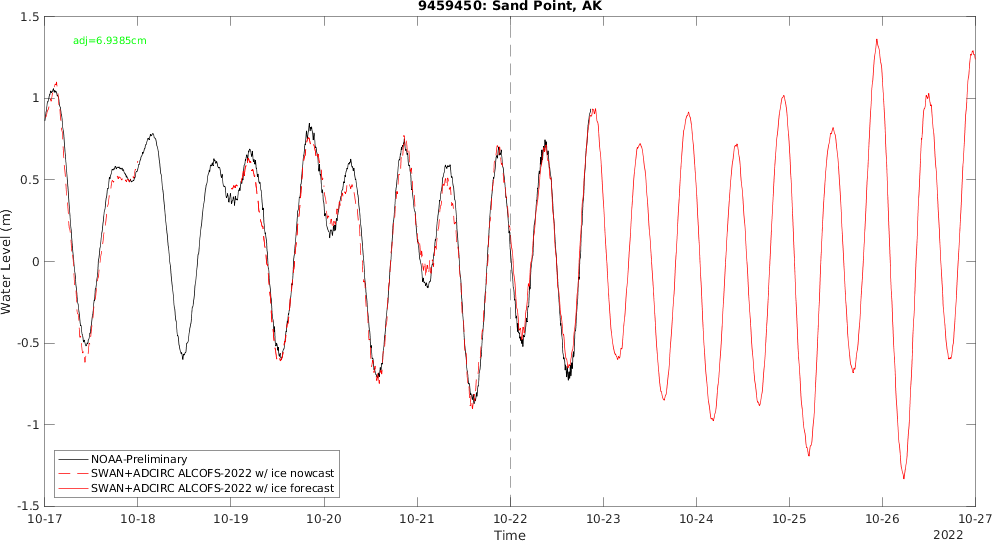 9459450: Sand Point, AK
adj=6.9385cm
Water Level (m)
1.5
1
0.5
0
-0.5
-1
-1.5
NOAA-Preliminary
SWAN+ADCIRC ALCOFS-2022 w/ ice nowcast
SWAN+ADCIRC ALCOFS-2022 w/ ice forecast
10-17 10-18 10-19 10-20 10-21 10-22 10-23 10-24 10-25 10-26 10-27
Time
2022